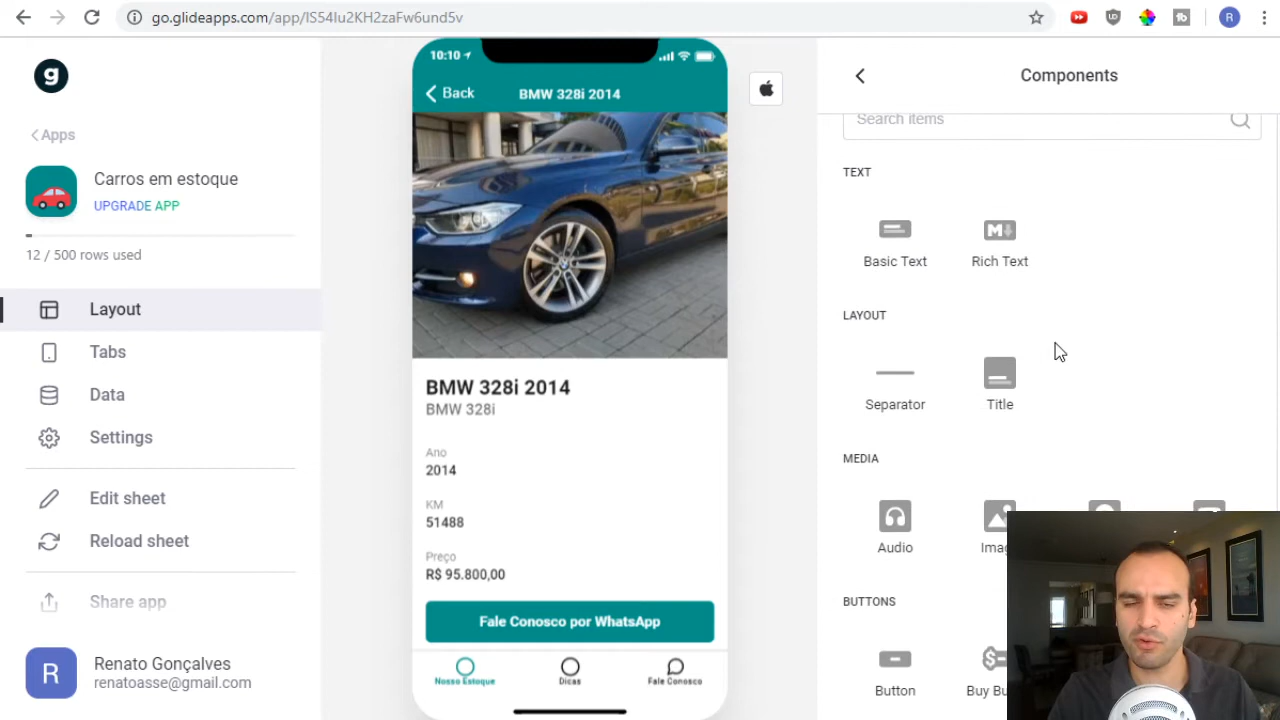 go.glideapps.com/app/IS54Iu2KH2zaFw6und5v
R
g
Apps
Carros em estoque
UPGRADE APP
12 / 500 rows used
Layout
Tabs
Data
Settings
Edit sheet
Reload sheet
Share app
R
Renato Gonçalves
renatoasse@gmail.com
10:10
Back
BMW 328i 2014
BMW 328i 2014
BMW 328i
Ano
2014
KM
51488
Preço
R$ 95.800,00
Fale Conosco por WhatsApp
Nosso Estoque
Dicas
Fale Conosco
Components
Search items
TEXT
Basic Text
Rich Text
LAYOUT
Separator
Title
MEDIA
Audio
BUTTONS
Button